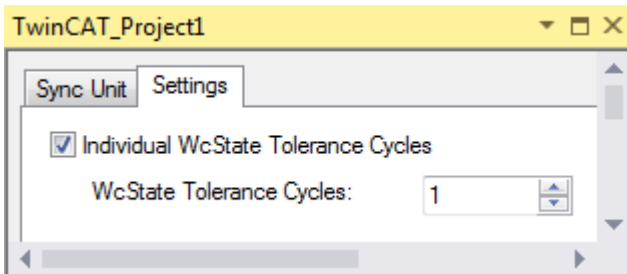 TwinCAT_Project1
Sync Unit Settings
Individual WcState Tolerance Cycles
WcState Tolerance Cycles: 1